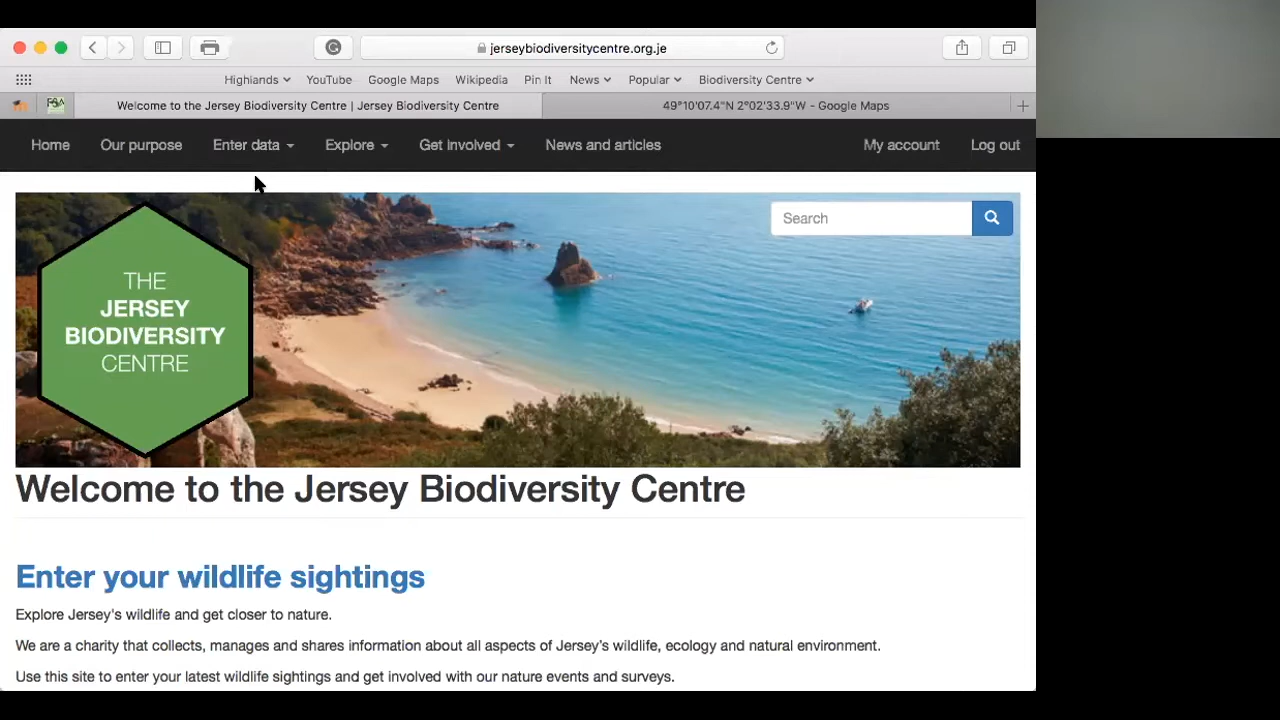 jerseybiodiversitycentre.org.je
Highlands YouTube Google Maps Wikipedia Pin It News Popular Biodiversity Centre
Welcome to the Jersey Biodiversity Centre | Jersey Biodiversity Centre 49°10'07.4"N 2°02'33.9"W - Google Maps
Home Our purpose Enter data Explore Get involved News and articles My account Log out
Search
THE
JERSEY
BIODIVERSITY
CENTRE
Welcome to the Jersey Biodiversity Centre
Enter your wildlife sightings
Explore Jersey's wildlife and get closer to nature.
We are a charity that collects, manages and shares information about all aspects of Jersey's wildlife, ecology and natural environment.
Use this site to enter your latest wildlife sightings and get involved with our nature events and surveys.